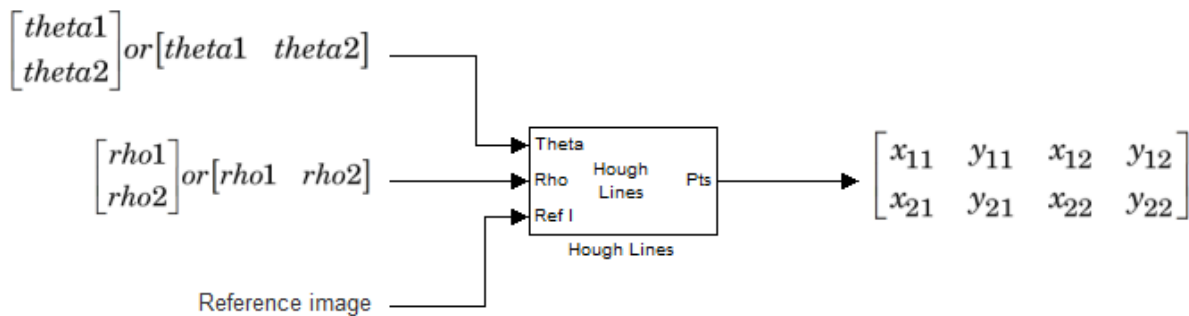 [theta1
theta2] or [theta1 theta2]
[rho1
rho2] or [rho1 rho2]
Reference image
Theta
Rho
Ref I
Hough
Lines
Pts
Hough Lines
[x11 y11 x12 y12
x21 y21 x22 y22]